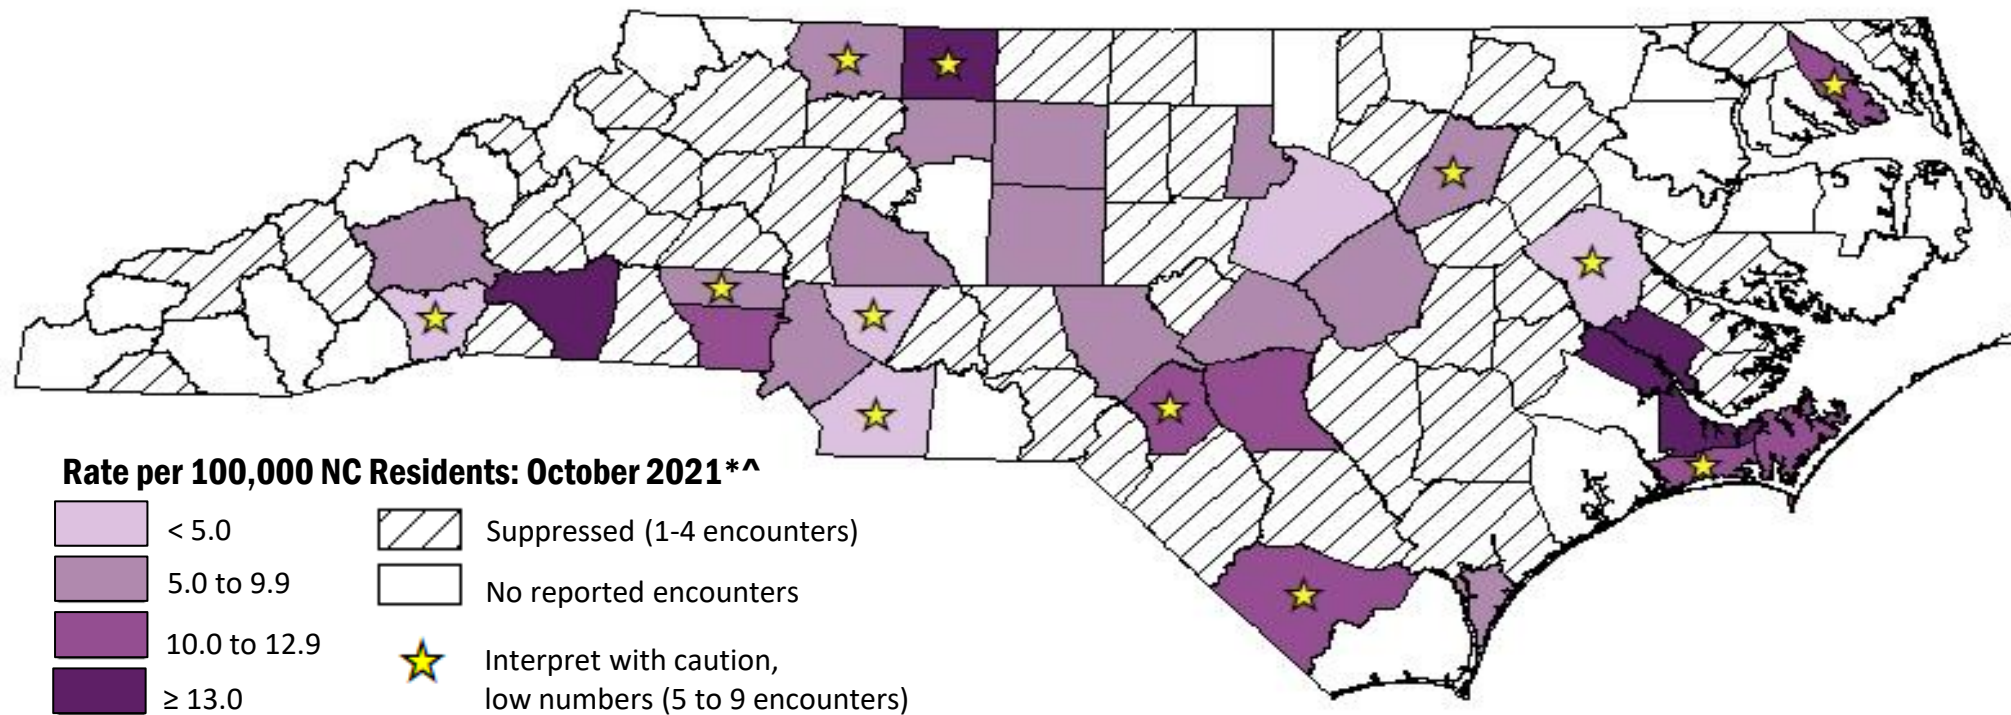 Rate per 100,000 NC Residents: October 2021*^
< 5.0
5.0 to 9.9
10.0 to 12.9
≥ 13.0
Suppressed (1-4 encounters)
No reported encounters
Interpret with caution,
low numbers (5 to 9 encounters)